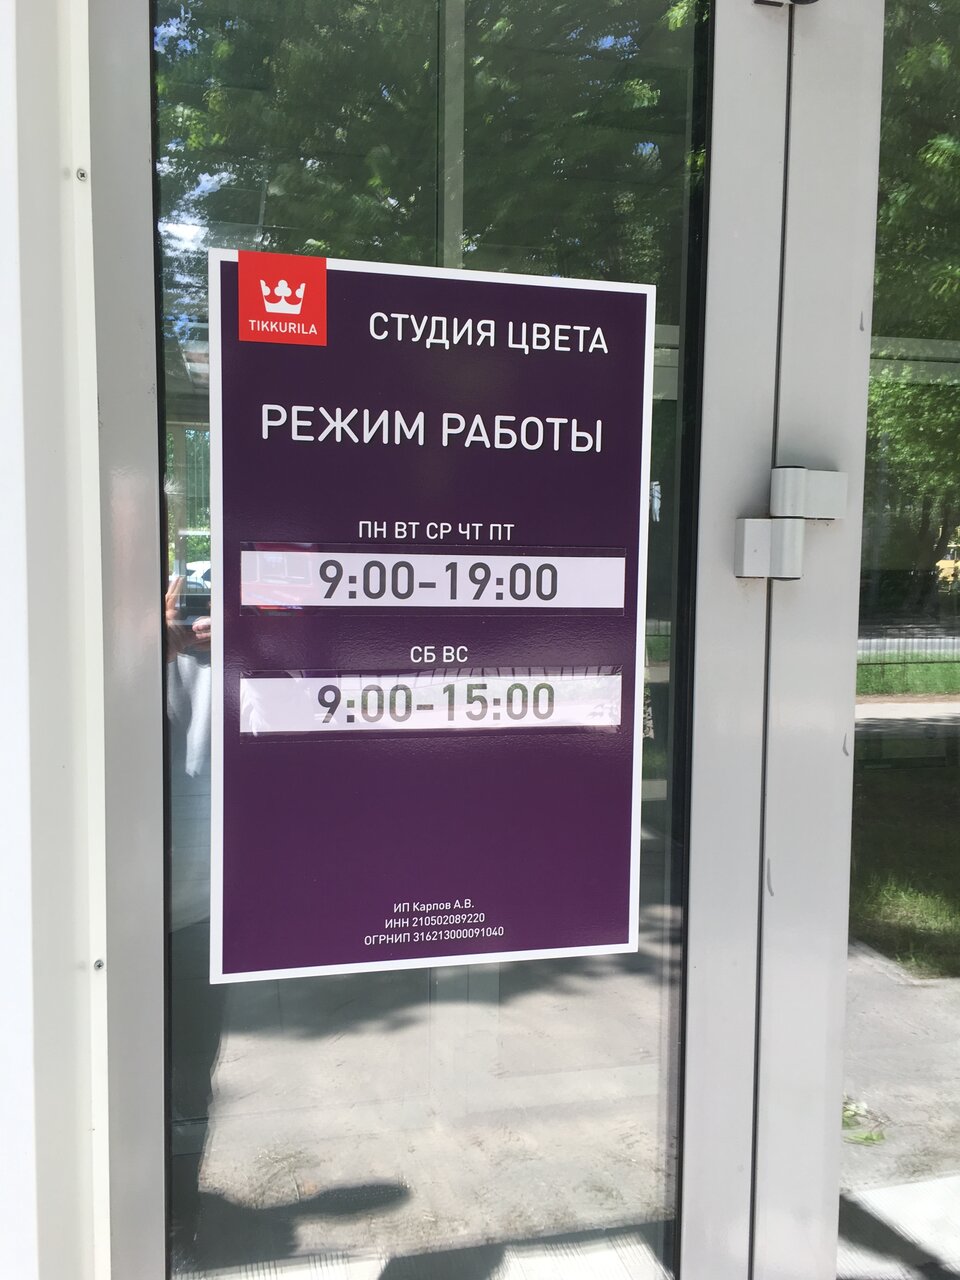 TIKKURILA
СТУДИЯ ЦВЕТА
РЕЖИМ РАБОТЫ
ПН ВТ СР ЧТ ПТ
9:00-19:00
СБ ВС
9:00-15:00
ИП Карпов А.В.
ИНН 210502089220
ОГРНИП 316213000091040